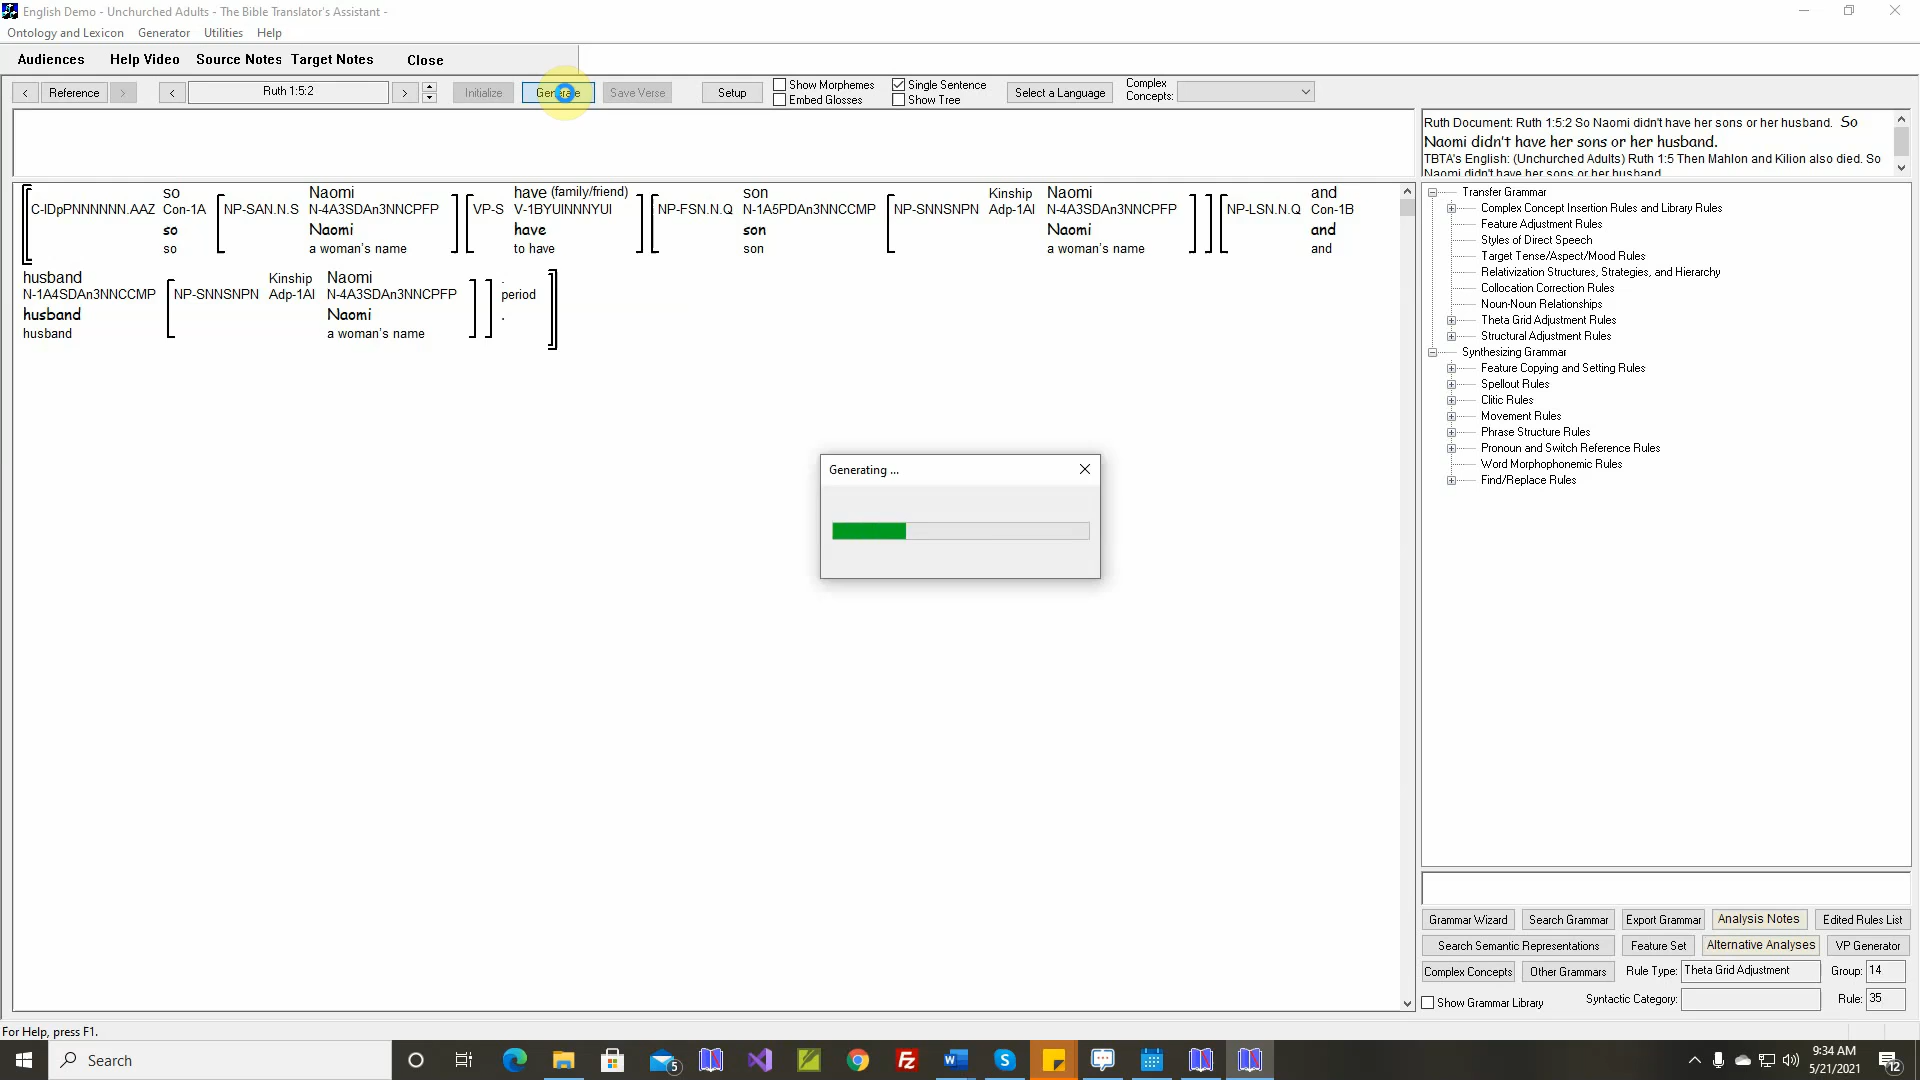 English Demo - Unchurched Adults - The Bible Translator's Assistant -
Ontology and Lexicon Generator Utilities Help
Audiences Help Video Source Notes Target Notes Close
< Reference > < Ruth 1:5:2 > Initialize Generate Save Verse Setup Show Morphemes Single Sentence Select a Language Complex
Embed Glosses Show Tree Concepts:
Ruth Document: Ruth 1:5:2 So Naomi didn't have her sons or her husband. So
Naomi didn't have her sons or her husband.
TBTA's English: (Unchurched Adults) Ruth 1:5 Then Mahlon and Kilion also died. So
Naomi didn't have her sons or her husband
so Naomi have (family/friend) son Kinship Naomi and
C-IDpPNNNNNN.AAZ Con-1A NP-SAN.N.S N-4A3SDAn3NNCPFP VP-S V-1BYUINNNYUI NP-FSN.N.Q N-1A5PDAn3NNCCMP NP-SNNSNPN Adp-1AI N-4A3SDAn3NNCPFP NP-LSN.N.Q Con-1B
so Naomi have son Naomi and
so a woman's name to have son a woman's name and
husband Kinship Naomi .
N-1A4SDAn3NNCCMP NP-SNNSNPN Adp-1AI N-4A3SDAn3NNCPFP period
husband Naomi .
husband a woman's name
Generating ...
Transfer Grammar
Complex Concept Insertion Rules and Library Rules
Feature Adjustment Rules
Styles of Direct Speech
Target Tense/Aspect/Mood Rules
Relativization Structures, Strategies, and Hierarchy
Collocation Correction Rules
Noun-Noun Relationships
Theta Grid Adjustment Rules
Structural Adjustment Rules
Synthesizing Grammar
Feature Copying and Setting Rules
Spellout Rules
Clitic Rules
Movement Rules
Phrase Structure Rules
Pronoun and Switch Reference Rules
Word Morphophonemic Rules
Find/Replace Rules
Grammar Wizard Search Grammar Export Grammar Analysis Notes Edited Rules List
Search Semantic Representations Feature Set Alternative Analyses VP Generator
Complex Concepts Other Grammars Rule Type: Theta Grid Adjustment Group: 14
Show Grammar Library Syntactic Category: Rule: 35
For Help, press F1.
Search 5 9:34 AM
5/21/2021 12